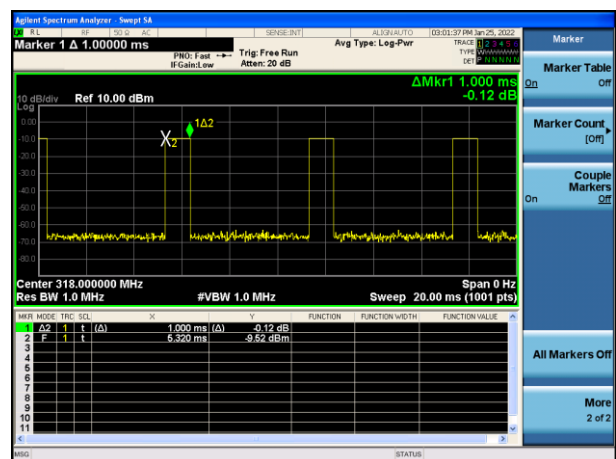 Agilent Spectrum Analyzer - Swept SA
RL RF 50 Ω AC SENSE:INT ALIGNAUTO 03:01:37 PM Jan 25, 2022
Marker 1 Δ 1.00000 ms
PNO: Fast
IFGain:Low
Trig: Free Run
Atten: 20 dB
Avg Type: Log-Pwr
TRACE 1 2 3 4 5 6
TYPE
DET P N N N N N
ΔMkr1 1.000 ms
-0.12 dB
10 dB/div Ref 10.00 dBm
Log
0.00
-10.0
-20.0
-30.0
-40.0
-50.0
-60.0
-70.0
-80.0
1Δ2
X2
Center 318.000000 MHz Span 0 Hz
Res BW 1.0 MHz #VBW 1.0 MHz Sweep 20.00 ms (1001 pts)
MKR MODE TRC SCL X Y FUNCTION FUNCTION WIDTH FUNCTION VALUE
1 Δ2 1 t (Δ) 1.000 ms (Δ) -0.12 dB
2 F 1 t 5.320 ms -9.52 dBm
3
4
5
6
7
8
9
10
11
MSG STATUS
Marker
Marker Table
On Off
Marker Count
[Off]
Couple
Markers
On Off
All Markers Off
More
2 of 2